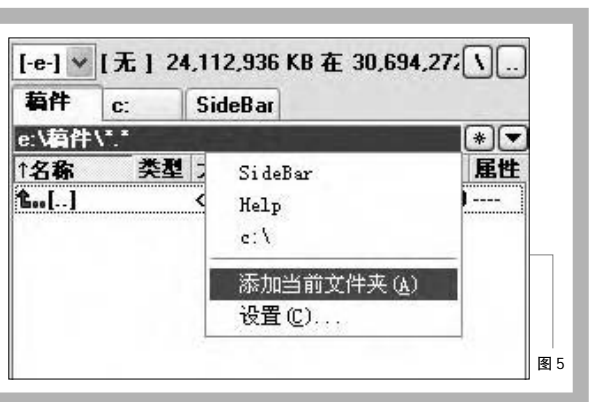 [-e-] [无] 24,112,936 KB 在 30,694,27 \ ..
稿件 c: SideBar
e:\稿件\*.* * ▼
↑名称 类型 属性
[..] ----
SideBar
Help
c:\
添加当前文件夹(A)
设置(C)...
图5